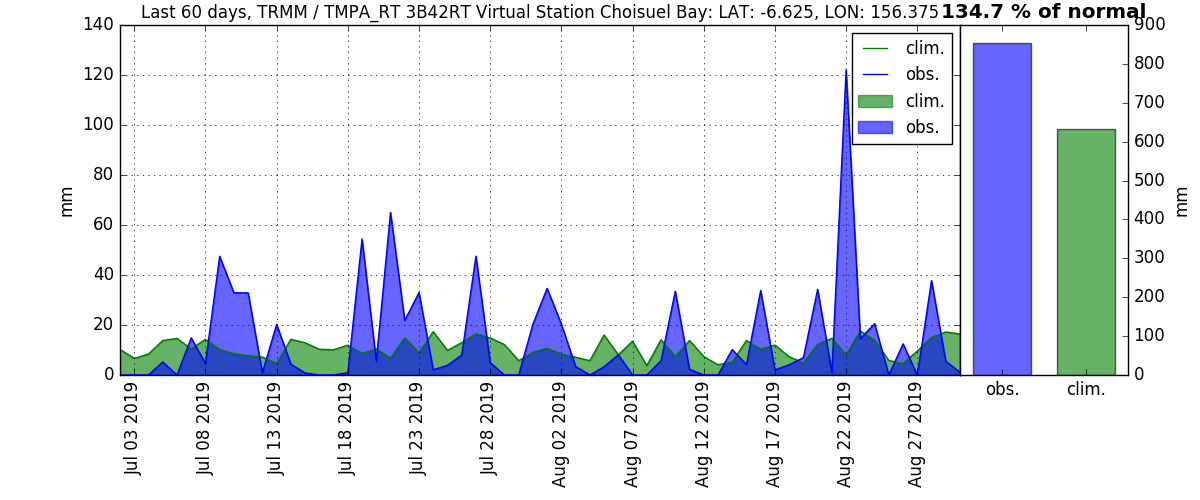 Last 60 days, TRMM / TMPA_RT 3B42RT Virtual Station Choisuel Bay: LAT: -6.625, LON: 156.375
134.7 % of normal
140
120
100
80
60
40
20
0
mm
clim.
obs.
clim.
obs.
900
800
700
600
500
400
300
200
100
0
mm
Jul 03 2019
Jul 08 2019
Jul 13 2019
Jul 18 2019
Jul 23 2019
Jul 28 2019
Aug 02 2019
Aug 07 2019
Aug 12 2019
Aug 17 2019
Aug 22 2019
Aug 27 2019
obs.
clim.